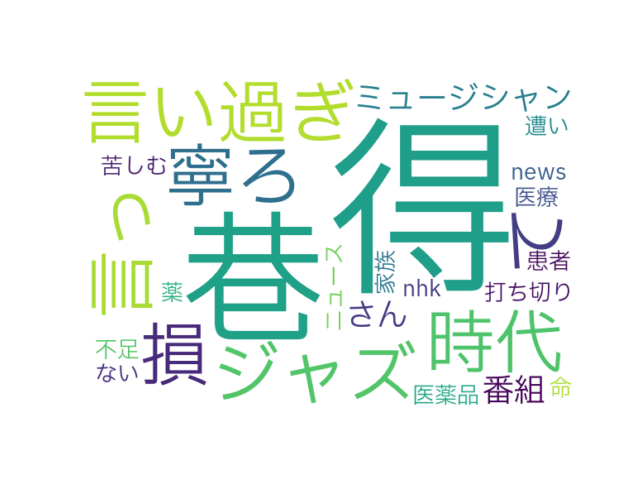 言い過ぎ
ミュージシャン
遭い
苦しむ
寧ろ
得
news
医療
言っ
巷
て
患者
薬
ニュース
家族
nhk
打ち切り
さん
不足
ない
損
ジャズ
時代
医薬品
番組
命